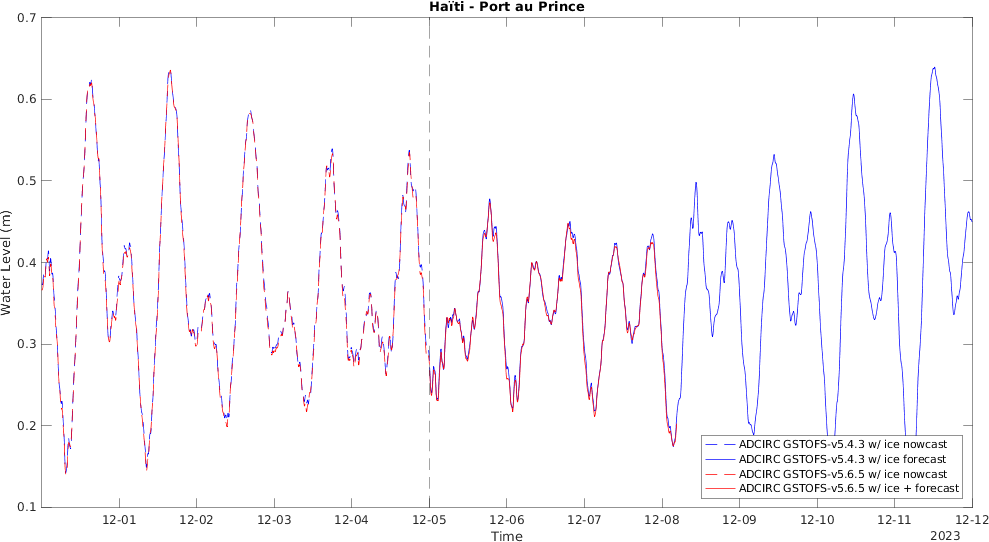 Haïti - Port au Prince
0.7
0.6
0.5
0.4
0.3
0.2
0.1
Water Level (m)
ADCIRC GSTOFS-v5.4.3 w/ ice nowcast
ADCIRC GSTOFS-v5.4.3 w/ ice forecast
ADCIRC GSTOFS-v5.6.5 w/ ice nowcast
ADCIRC GSTOFS-v5.6.5 w/ ice + forecast
12-01 12-02 12-03 12-04 12-05 12-06 12-07 12-08 12-09 12-10 12-11 12-12
Time 2023